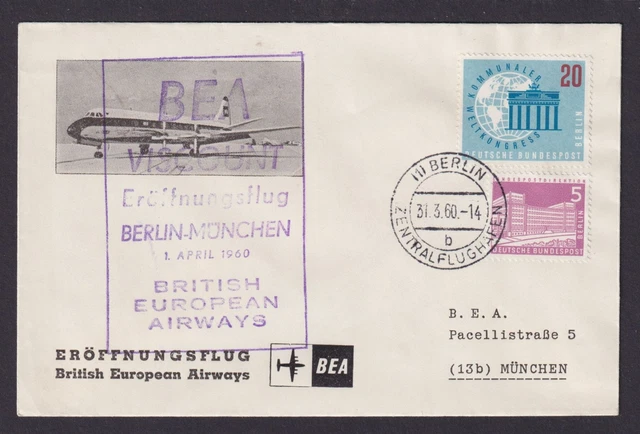 BEA
VISCOUNT
Eröffnungsflug
BERLIN-MÜNCHEN
1. APRIL 1960
BRITISH
EUROPEAN
AIRWAYS
ERÖFFNUNGSFLUG
British European Airways
BEA
20
KOMMUNALER
WELTKONGRESS
BERLIN
DEUTSCHE BUNDESPOST
5
BERLIN
DEUTSCHE BUNDESPOST
(1) BERLIN
31.3.60.-14
b
ZENTRALFLUGHAFEN
B.E.A.
Pacellistraße 5
(13b) MÜNCHEN